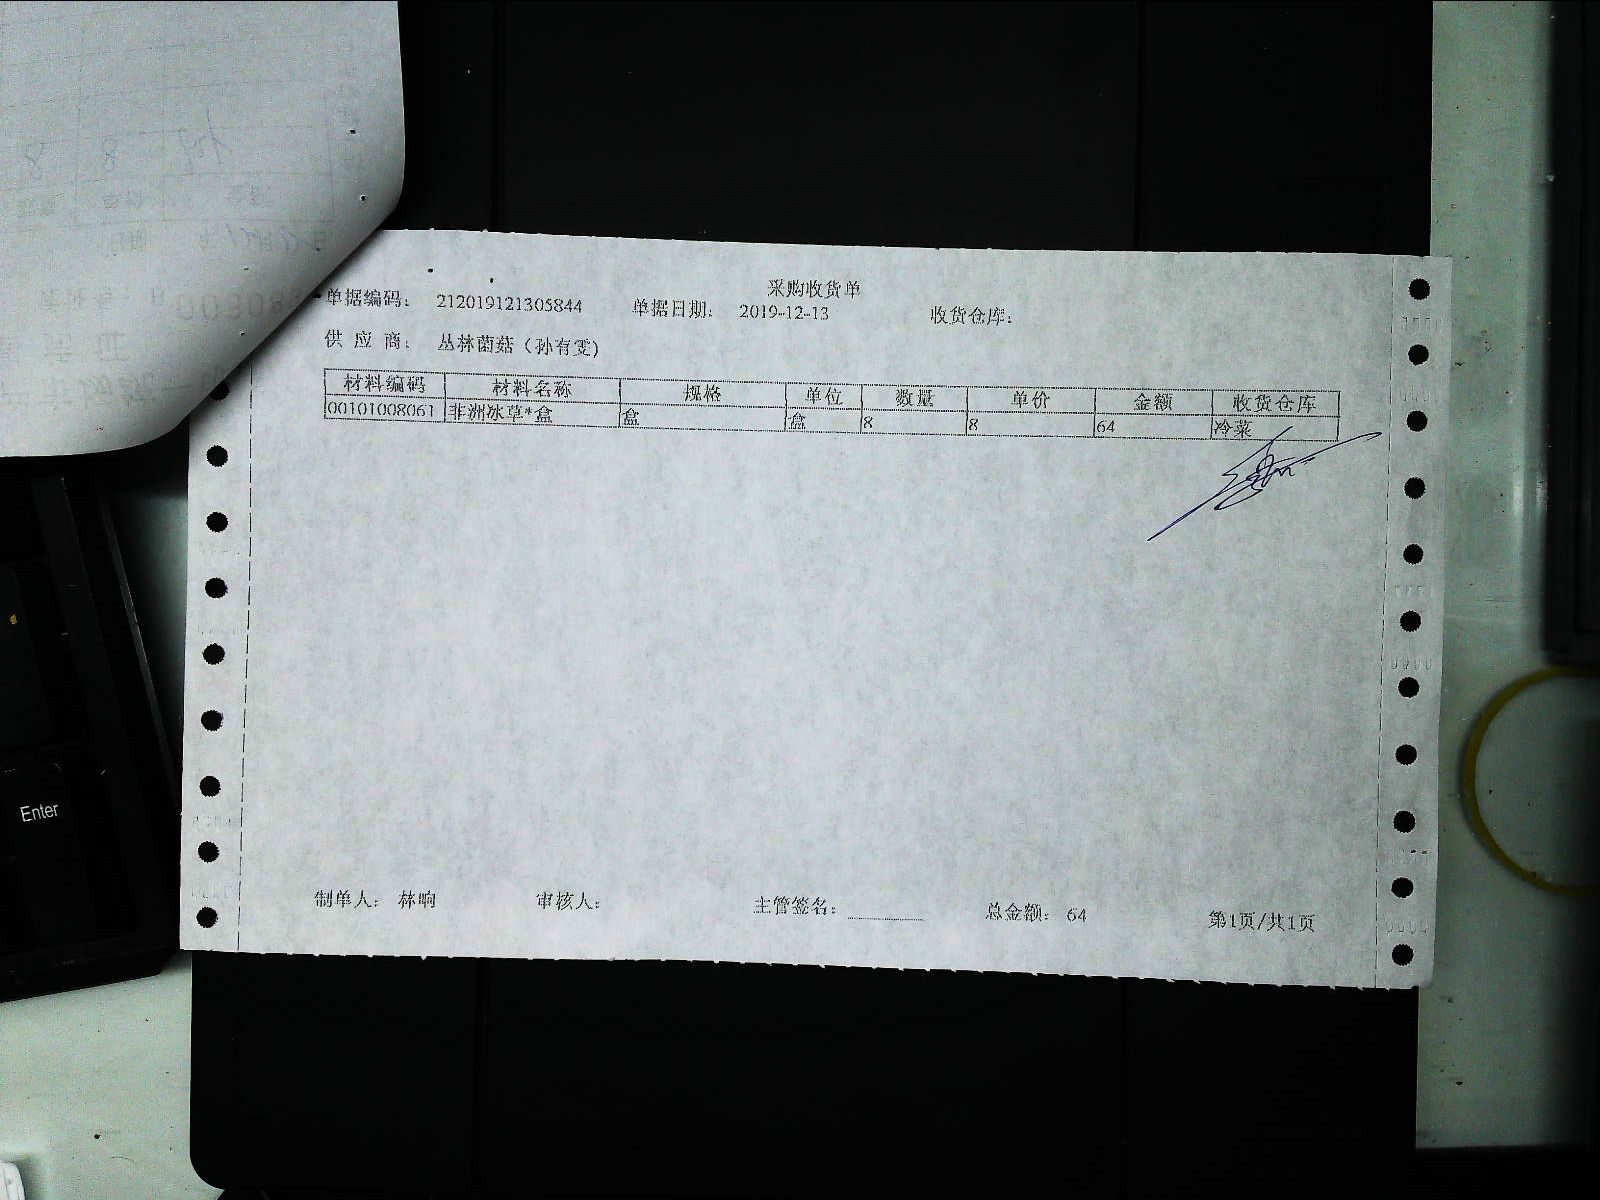 采购收货单
单据编码: 212019121305844 单据日期: 2019-12-13 收货仓库:
供应商: 丛林菌菇(孙有雯)
材料编码 材料名称 规格 单位 数量 单价 金额 收货仓库
00101008061 非洲冰草*盒 盒 盒 8 8 64 冷菜
制单人: 林响 审核人: 主管签名: 总金额: 64 第1页/共1页
Enter